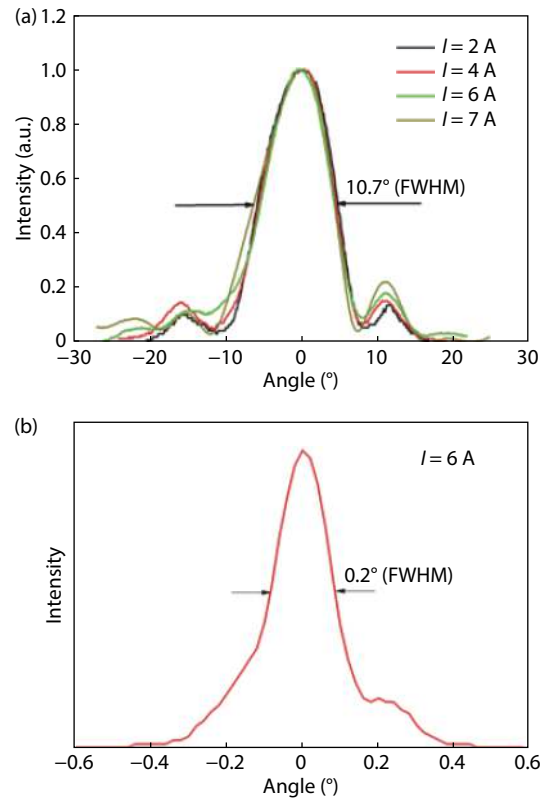 (a)
1.2
1.0
0.8
0.6
0.4
0.2
0
Intensity (a.u.)
I = 2 A
I = 4 A
I = 6 A
I = 7 A
10.7° (FWHM)
−30 −20 −10 0 10 20 30
Angle (°)
(b)
I = 6 A
0.2° (FWHM)
Intensity
−0.6 −0.4 −0.2 0 0.2 0.4 0.6
Angle (°)